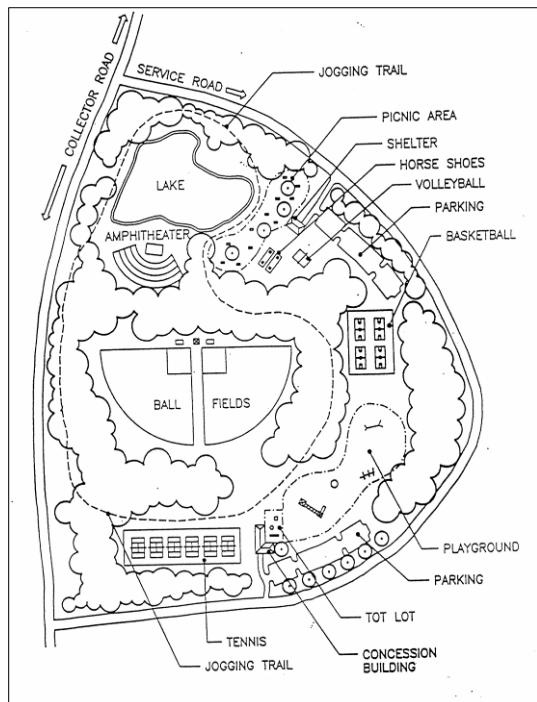 COLLECTOR ROAD
SERVICE ROAD
JOGGING TRAIL
PICNIC AREA
SHELTER
HORSE SHOES
VOLLEYBALL
PARKING
BASKETBALL
LAKE
AMPHITHEATER
BALL FIELDS
PLAYGROUND
PARKING
TOT LOT
TENNIS
CONCESSION
BUILDING
JOGGING TRAIL